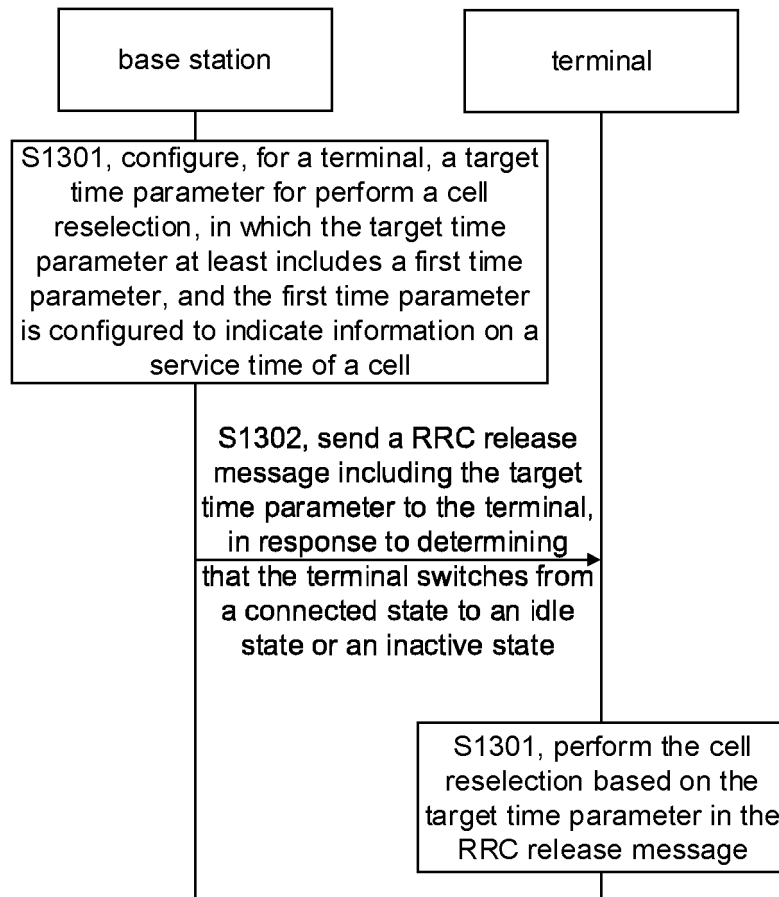 base station
terminal
S1301, configure, for a terminal, a target
time parameter for perform a cell
reselection, in which the target time
parameter at least includes a first time
parameter, and the first time parameter
is configured to indicate information on a
service time of a cell
S1302, send a RRC release
message including the target
time parameter to the terminal,
in response to determining
that the terminal switches from
a connected state to an idle
state or an inactive state
S1301, perform the cell
reselection based on the
target time parameter in the
RRC release message